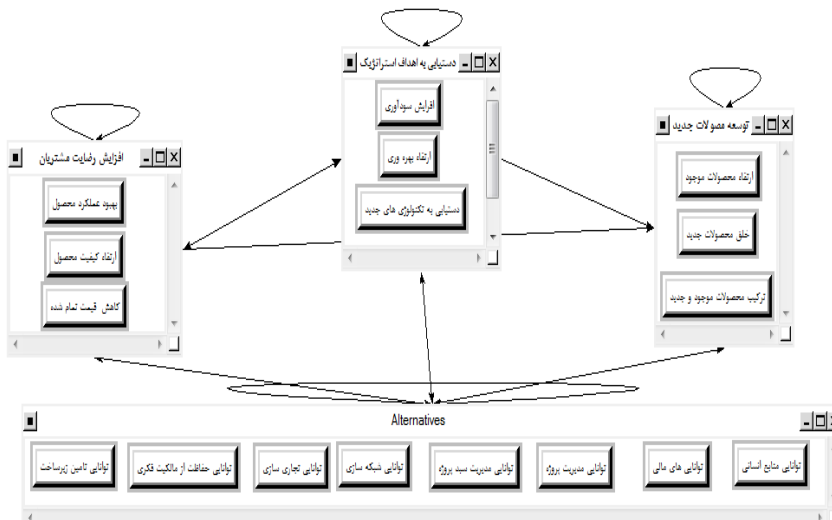 دستیابی به اهداف استراتژیک
افزایش سودآوری
ارتقاء بهره وری
دستیابی به تکنولوژی های جدید
توسعه مصولات جدید
ارتقاء محصولات موجود
خلق محصولات جدید
ترکیب محصولات موجود و جدید
افزایش رضایت مشتریان
بهبود عملکرد محصول
ارتقاء کیفیت محصول
کاهش قیمت تمام شده
Alternatives
توانایی منابع انسانی
توانایی های مالی
توانایی مدیریت پروژه
توانایی مدیریت سبد پروژه
توانایی شبکه سازی
توانایی تجاری سازی
توانایی حفاظت از مالکیت فکری
توانایی تامین زیرساخت